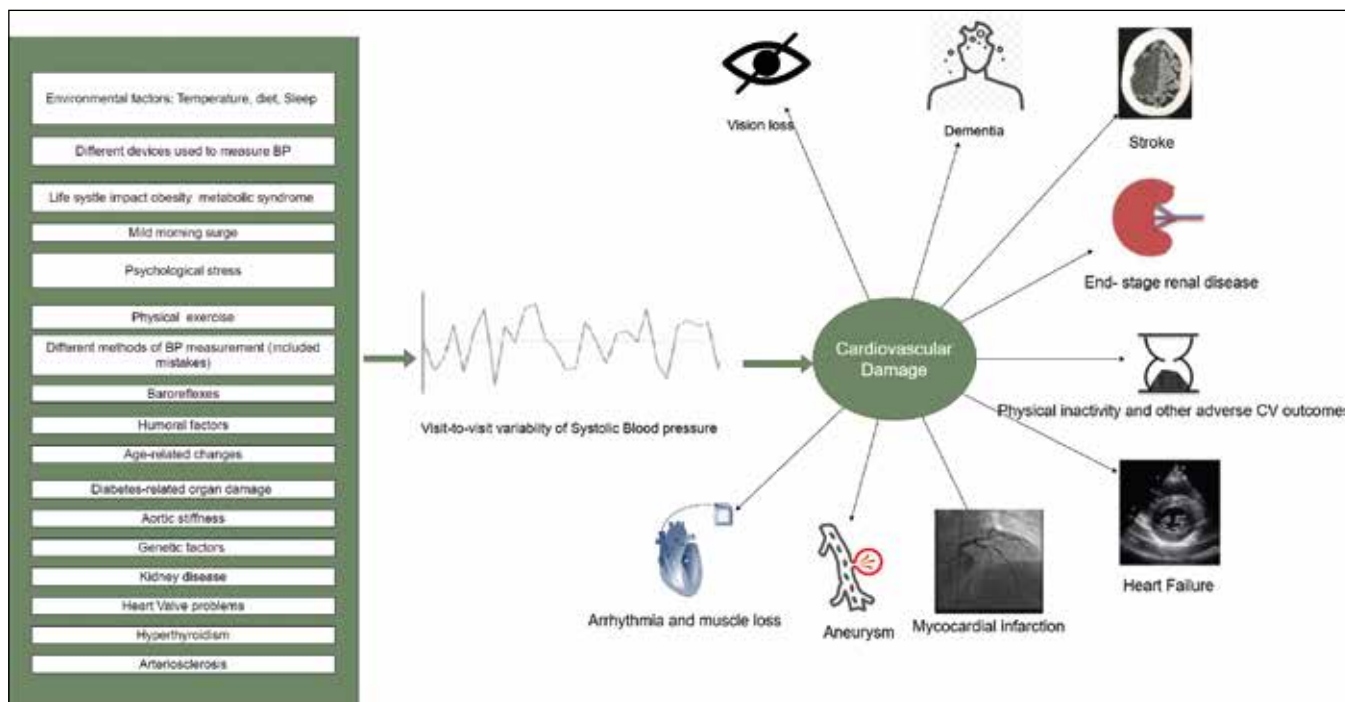 Environmental factors: Temperature, diet, Sleep
Different devices used to measure BP
Life systle impact obesity metabolic syndrome
Mild morning surge
Psychological stress
Physical exercise
Different methods of BP measurement (included
mistakes)
Baroreflexes
Humoral factors
Age-related changes
Diabetes-related organ damage
Aortic stiffness
Genetic factors
Kidney disease
Heart Valve problems
Hyperthyroidism
Arteriosclerosis
Visit-to-visit variability of Systolic Blood pressure
Cardiovascular
Damage
Vision loss
Dementia
Stroke
End- stage renal disease
Physical inactivity and other adverse CV outcomes
Heart Failure
Mycocardial infarction
Aneurysm
Arrhythmia and muscle loss